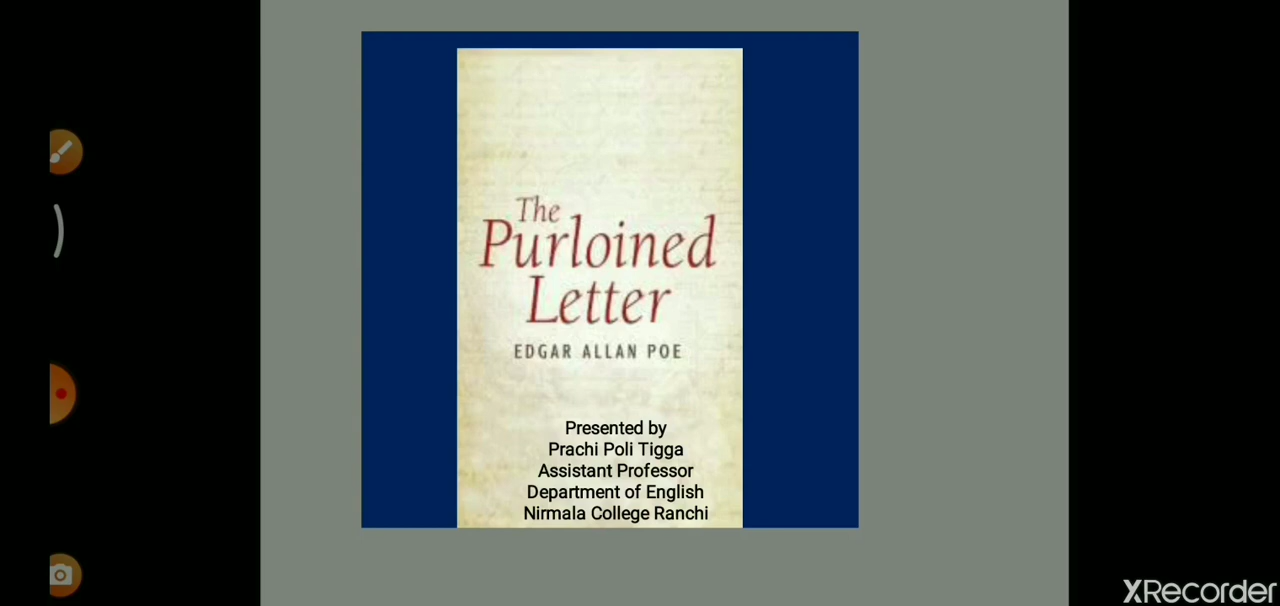 The
Purloined
Letter
EDGAR ALLAN POE
Presented by
Prachi Poli Tigga
Assistant Professor
Department of English
Nirmala College Ranchi
XRecorder